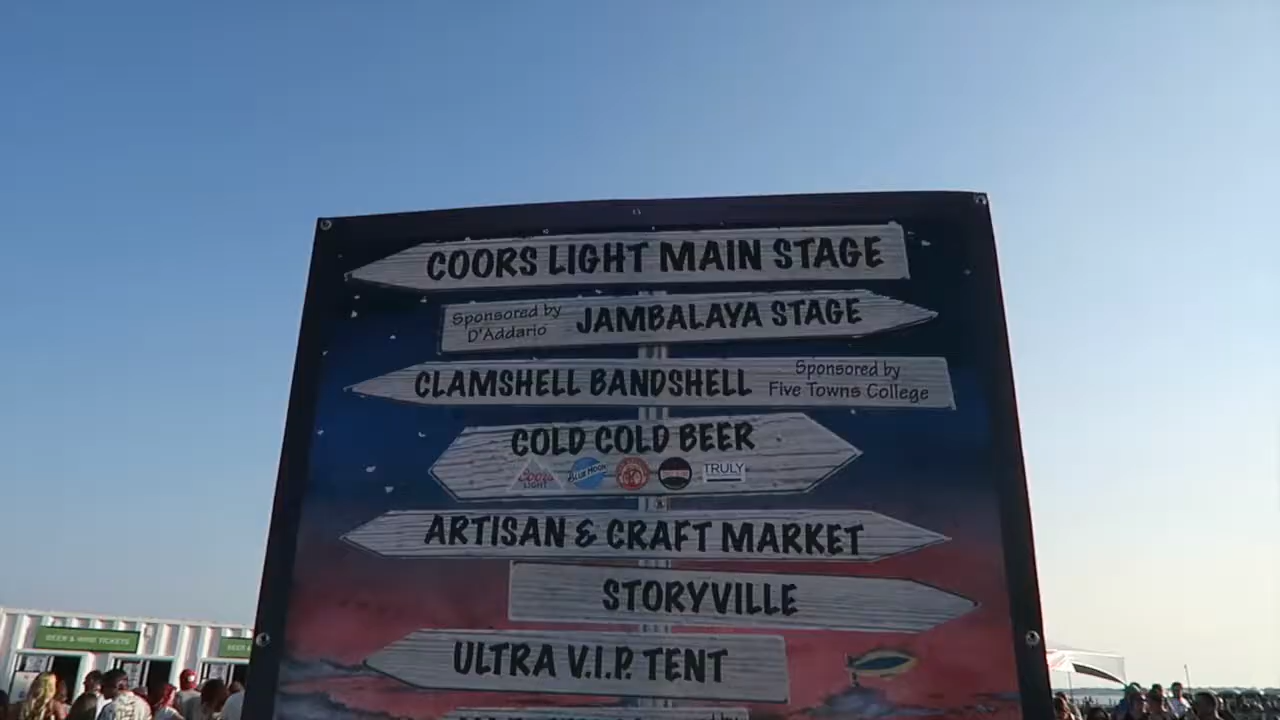 COORS LIGHT MAIN STAGE
Sponsored by
D'Addario
JAMBALAYA STAGE
CLAMSHELL BANDSHELL
Sponsored by
Five Towns College
COLD COLD BEER
Coors LIGHT
BLUE MOON
TRULY
ARTISAN & CRAFT MARKET
STORYVILLE
ULTRA V.I.P. TENT
BEER & WINE TICKETS
BEER &